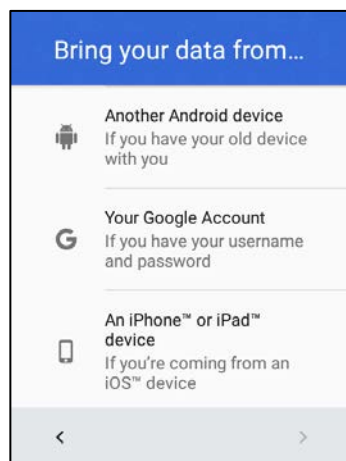 Bring your data from...
Another Android device
If you have your old device
with you
Your Google Account
If you have your username
and password
An iPhone™ or iPad™
device
If you're coming from an
iOS™ device